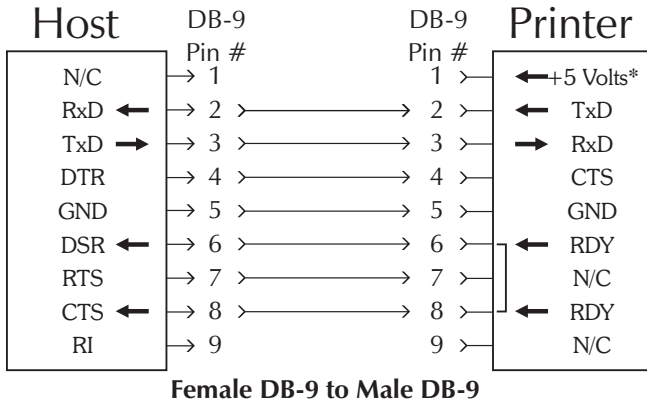 Host DB-9 Pin # DB-9 Pin # Printer
N/C 1 1 +5 Volts*
RxD 2 2 TxD
TxD 3 3 RxD
DTR 4 4 CTS
GND 5 5 GND
DSR 6 6 RDY
RTS 7 7 N/C
CTS 8 8 RDY
RI 9 9 N/C
Female DB-9 to Male DB-9